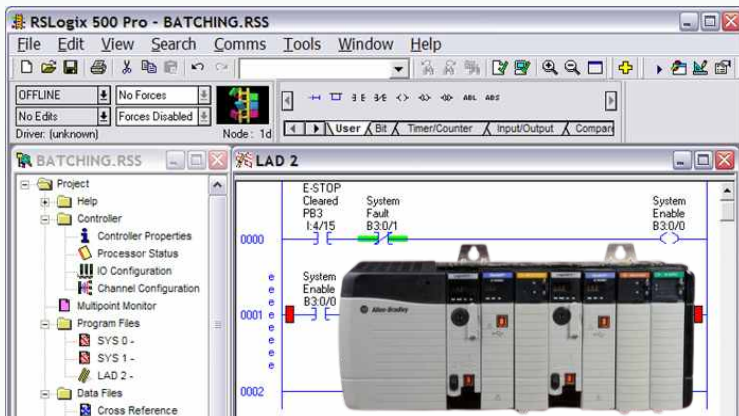 RSLogix 500 Pro - BATCHING.RSS
File Edit View Search Comms Tools Window Help
OFFLINE No Forces
No Edits Forces Disabled
Driver: (unknown) Node : 1d
ABL ABS
User Bit Timer/Counter Input/Output Compari
BATCHING.RSS
Project
Help
Controller
Controller Properties
Processor Status
IO Configuration
Channel Configuration
Multipoint Monitor
Program Files
SYS 0 -
SYS 1 -
LAD 2 -
Data Files
Cross Reference
LAD 2
E-STOP
Cleared System System
PB3 Fault Enable
I:4/15 B3:0/1 B3:0/0
0000
System
Enable
B3:0/0
e
e
e
0001 e
e
e
e
Allen-Bradley
0002